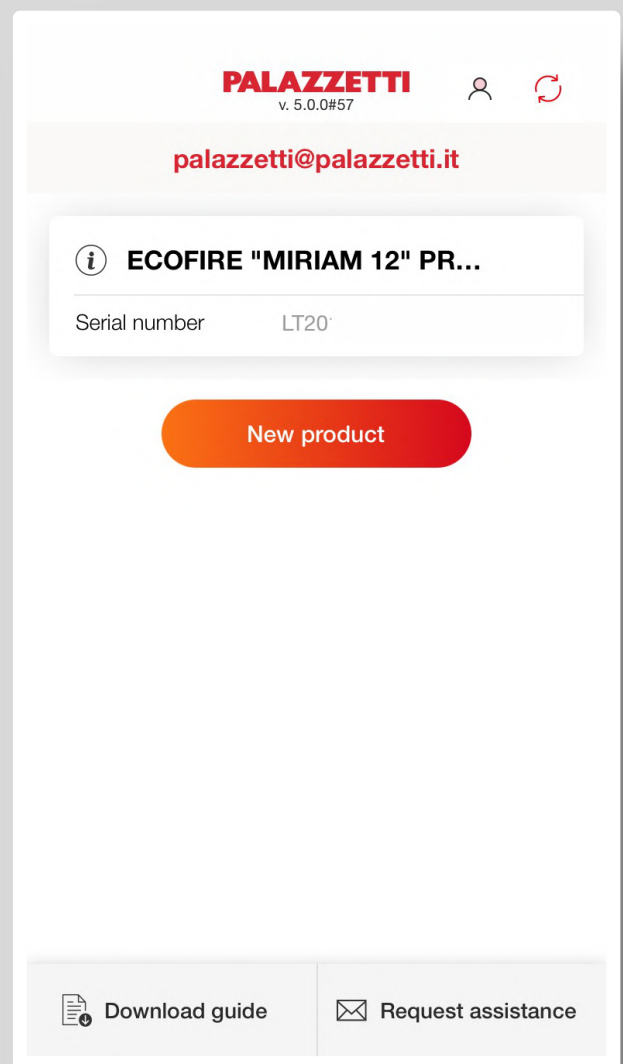 PALAZZETTI
v. 5.0.0#57
palazzetti@palazzetti.it
i ECOFIRE "MIRIAM 12" PR...
Serial number LT20
New product
Download guide Request assistance